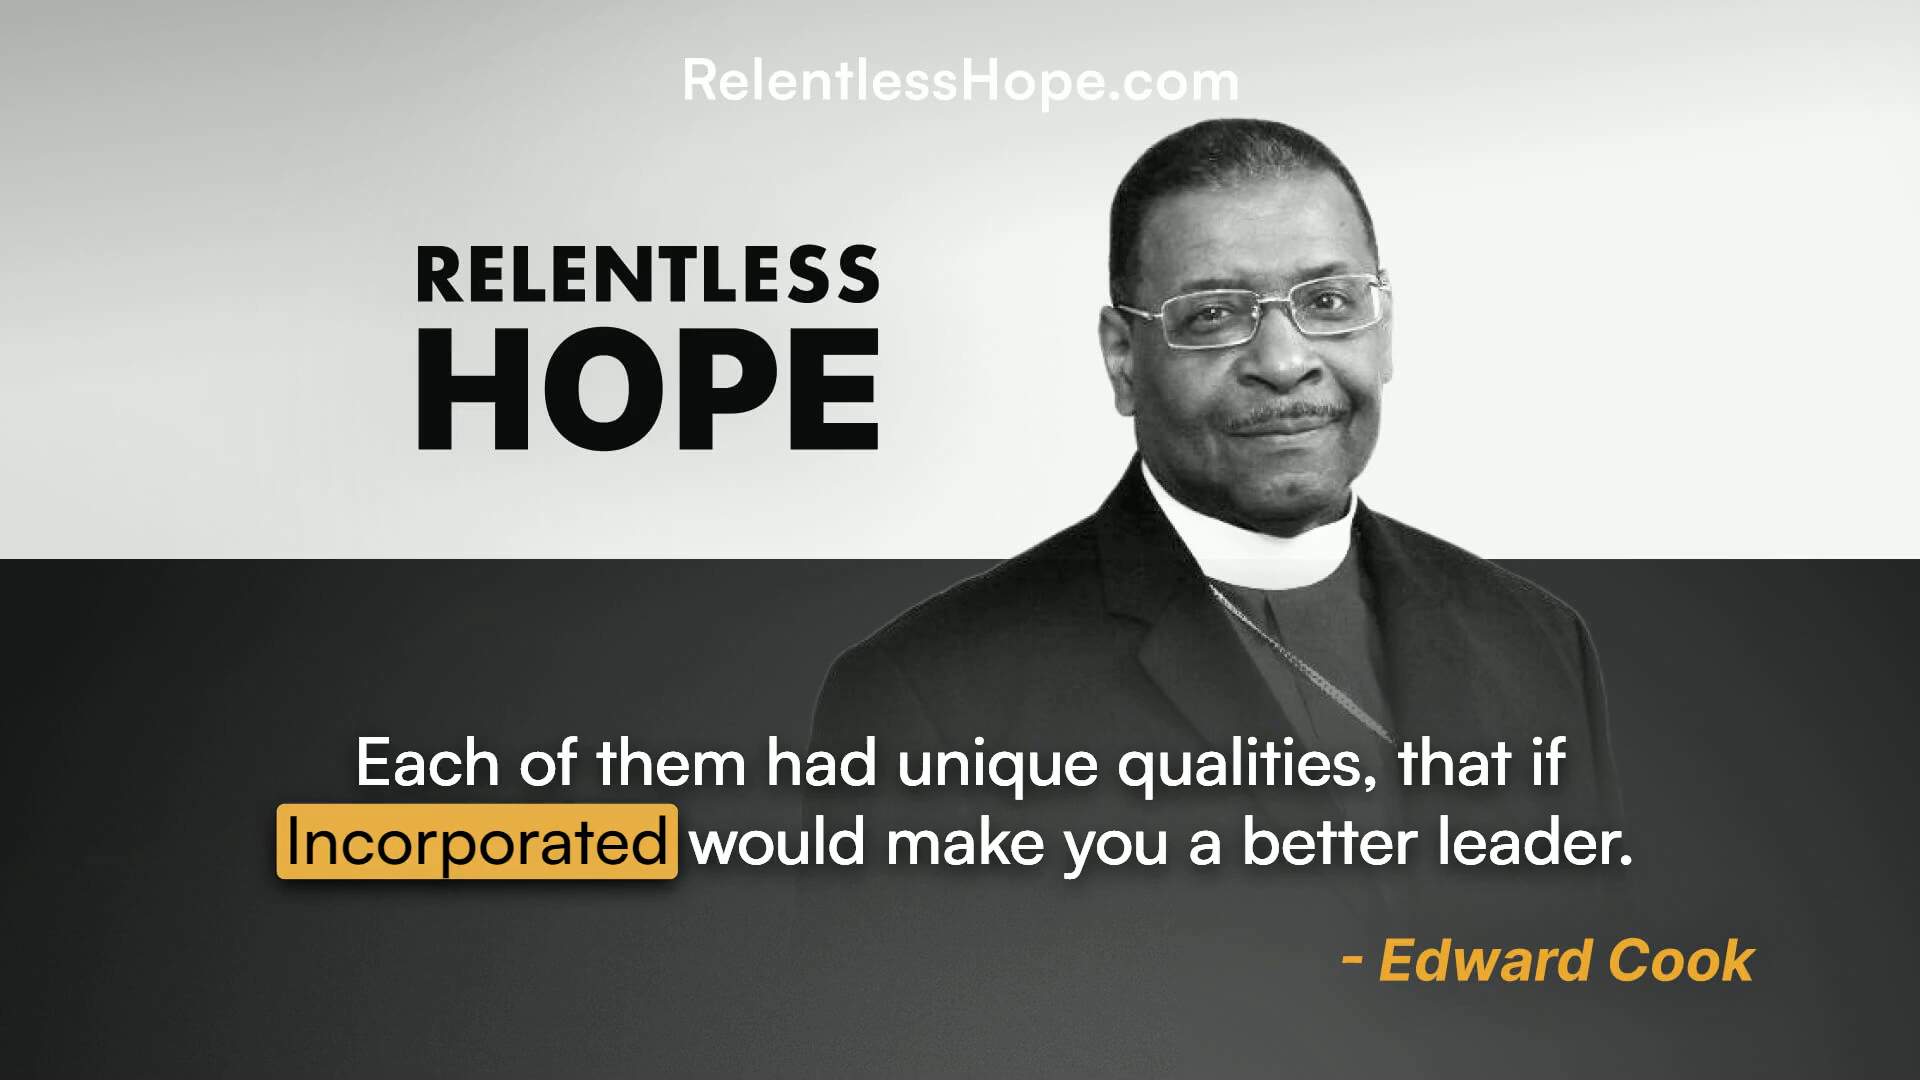 RelentlessHope.com
RELENTLESS
HOPE
Each of them had unique qualities, that if
Incorporated would make you a better leader.
- Edward Cook